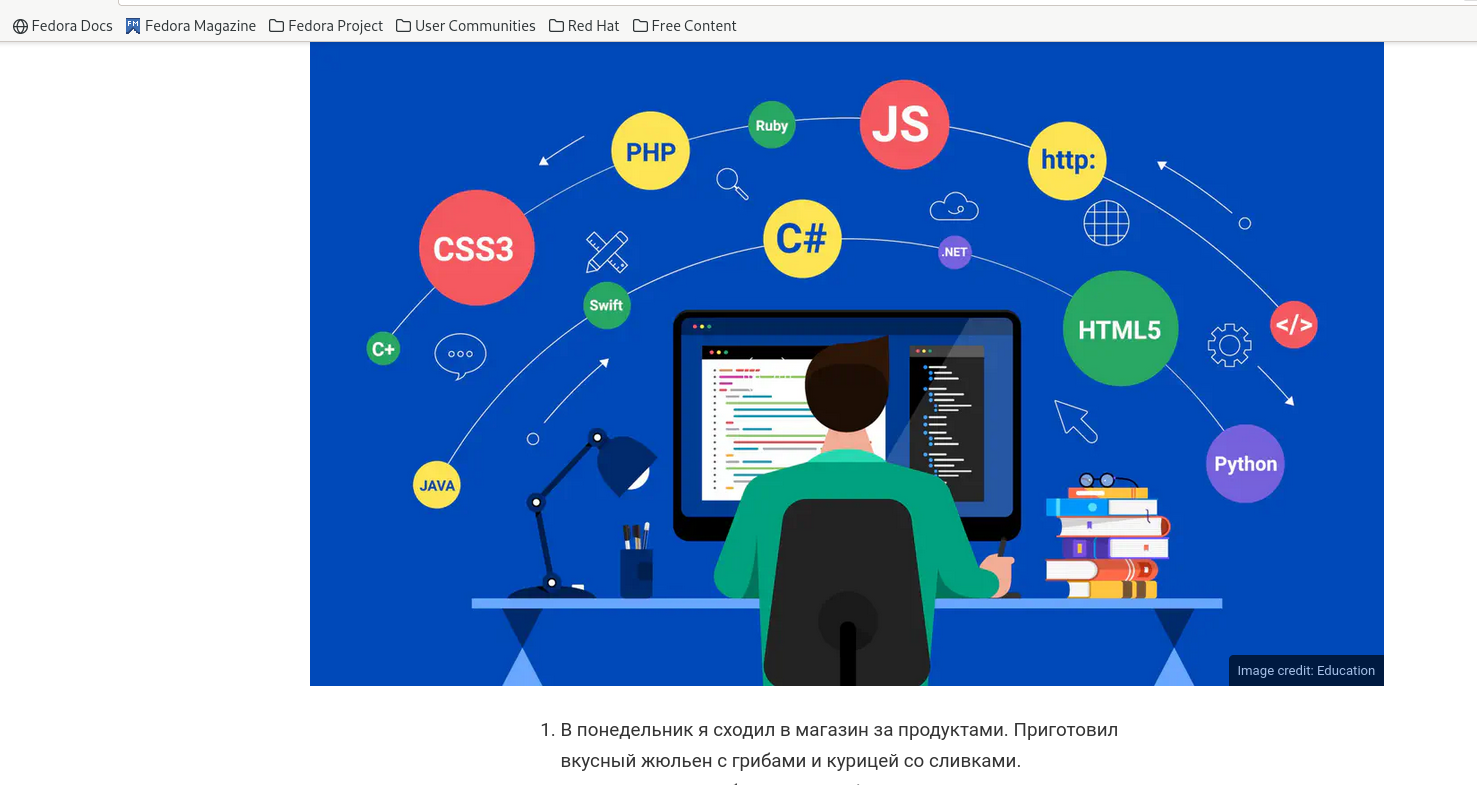 Fedora Docs Fedora Magazine Fedora Project User Communities Red Hat Free Content
JS
Ruby
PHP
http:
CSS3
C#
.NET
Swift
HTML5
</>
C+
Python
JAVA
Image credit: Education
1. В понедельник я сходил в магазин за продуктами. Приготовил
вкусный жюльен с грибами и курицей со сливками.